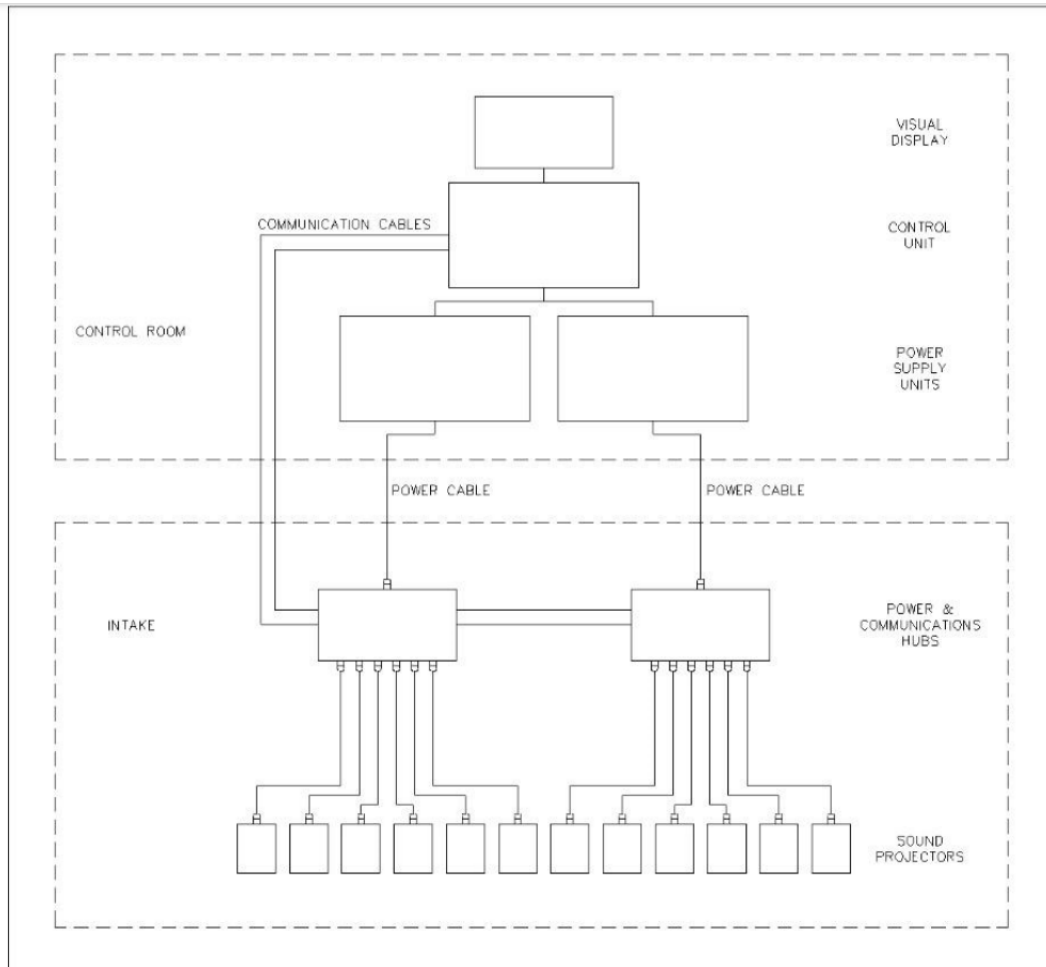 VISUAL
DISPLAY
COMMUNICATION CABLES
CONTROL
UNIT
CONTROL ROOM
POWER
SUPPLY
UNITS
POWER CABLE
POWER CABLE
INTAKE
POWER &
COMMUNICATIONS
HUBS
SOUND
PROJECTORS